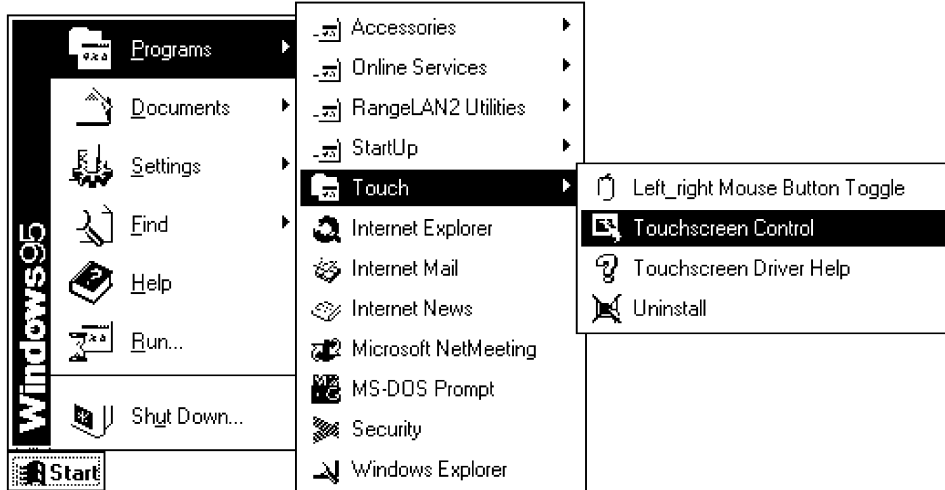 Programs
Documents
Settings
Find
Help
Run...
Shut Down...
Windows95
Start
Accessories
Online Services
RangeLAN2 Utilities
StartUp
Touch
Internet Explorer
Internet Mail
Internet News
Microsoft NetMeeting
MS-DOS Prompt
Security
Windows Explorer
Left_right Mouse Button Toggle
Touchscreen Control
Touchscreen Driver Help
Uninstall